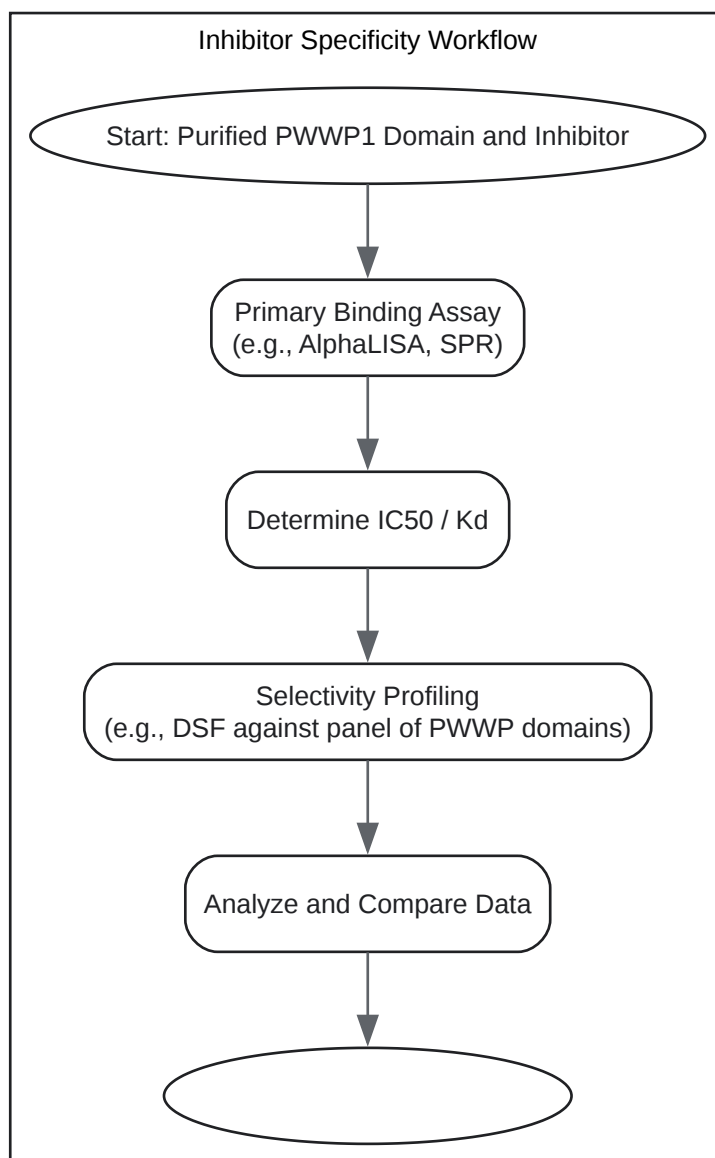 Inhibitor Specificity Workflow
Start: Purified PWWP1 Domain and Inhibitor
Primary Binding Assay
(e.g., AlphaLISA, SPR)
Determine IC50 / Kd
Selectivity Profiling
(e.g., DSF against panel of PWWP domains)
Analyze and Compare Data